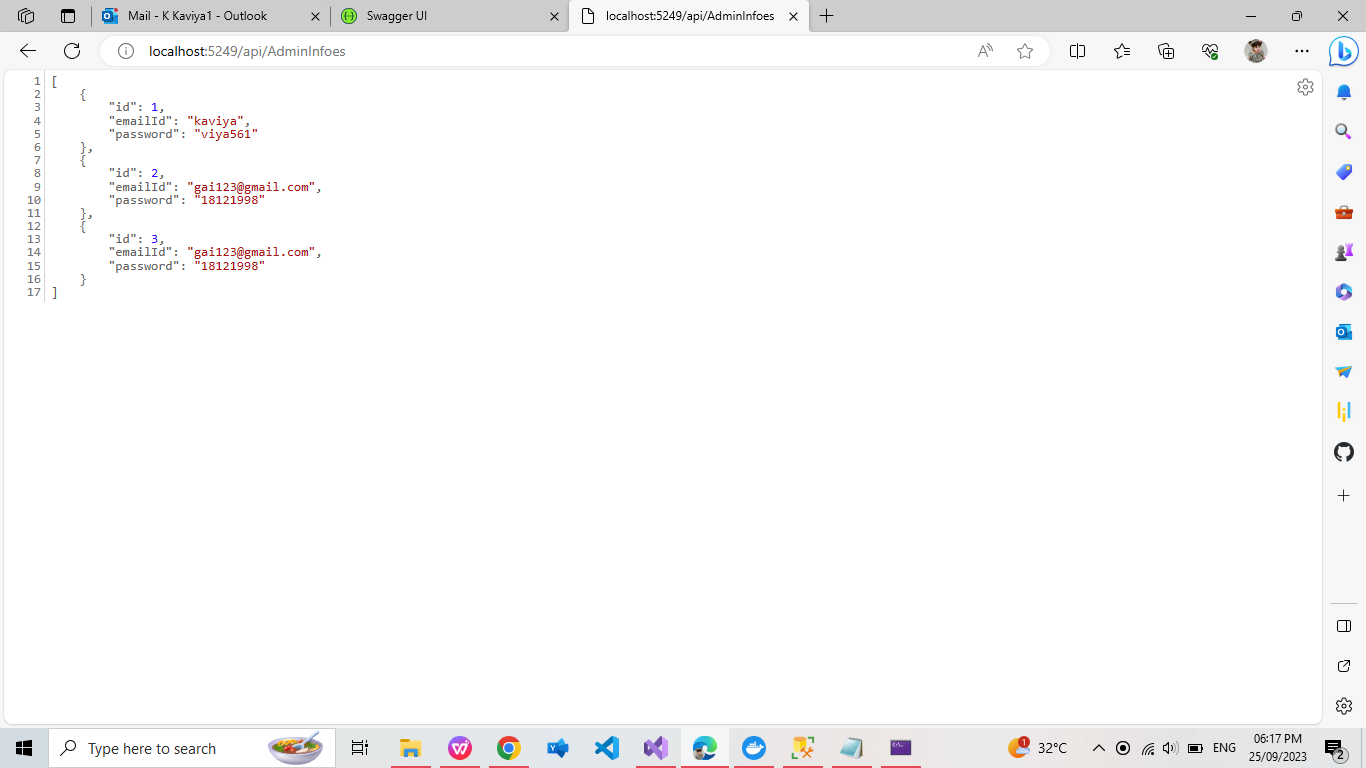 Mail - K Kaviya1 - Outlook
Swagger UI
localhost:5249/api/AdminInfoes
localhost:5249/api/AdminInfoes
1 [
2 {
3 "id": 1,
4 "emailId": "kaviya",
5 "password": "viya561"
6 },
7 {
8 "id": 2,
9 "emailId": "gai123@gmail.com",
10 "password": "18121998"
11 },
12 {
13 "id": 3,
14 "emailId": "gai123@gmail.com",
15 "password": "18121998"
16 }
17 ]
Type here to search
1
32°C
ENG
06:17 PM
25/09/2023
2